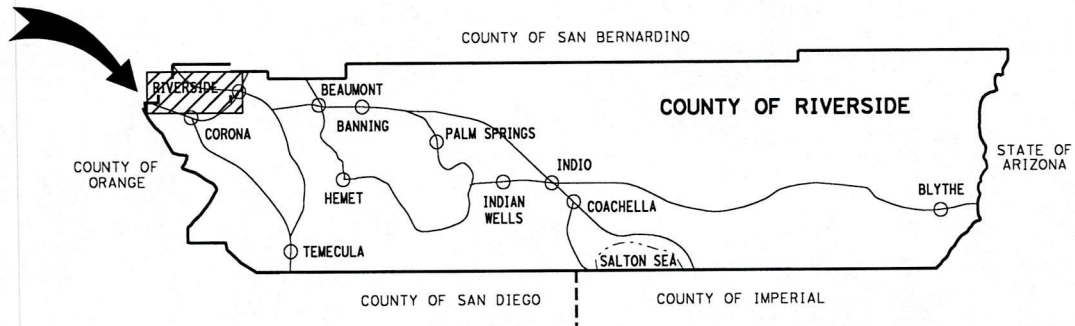 COUNTY OF SAN BERNARDINO
RIVERSIDE
BEAUMONT
COUNTY OF RIVERSIDE
BANNING
CORONA
PALM SPRINGS
STATE OF
ARIZONA
COUNTY OF
ORANGE
INDIO
BLYTHE
HEMET
INDIAN
WELLS
COACHELLA
TEMECULA
SALTON SEA
COUNTY OF SAN DIEGO
COUNTY OF IMPERIAL